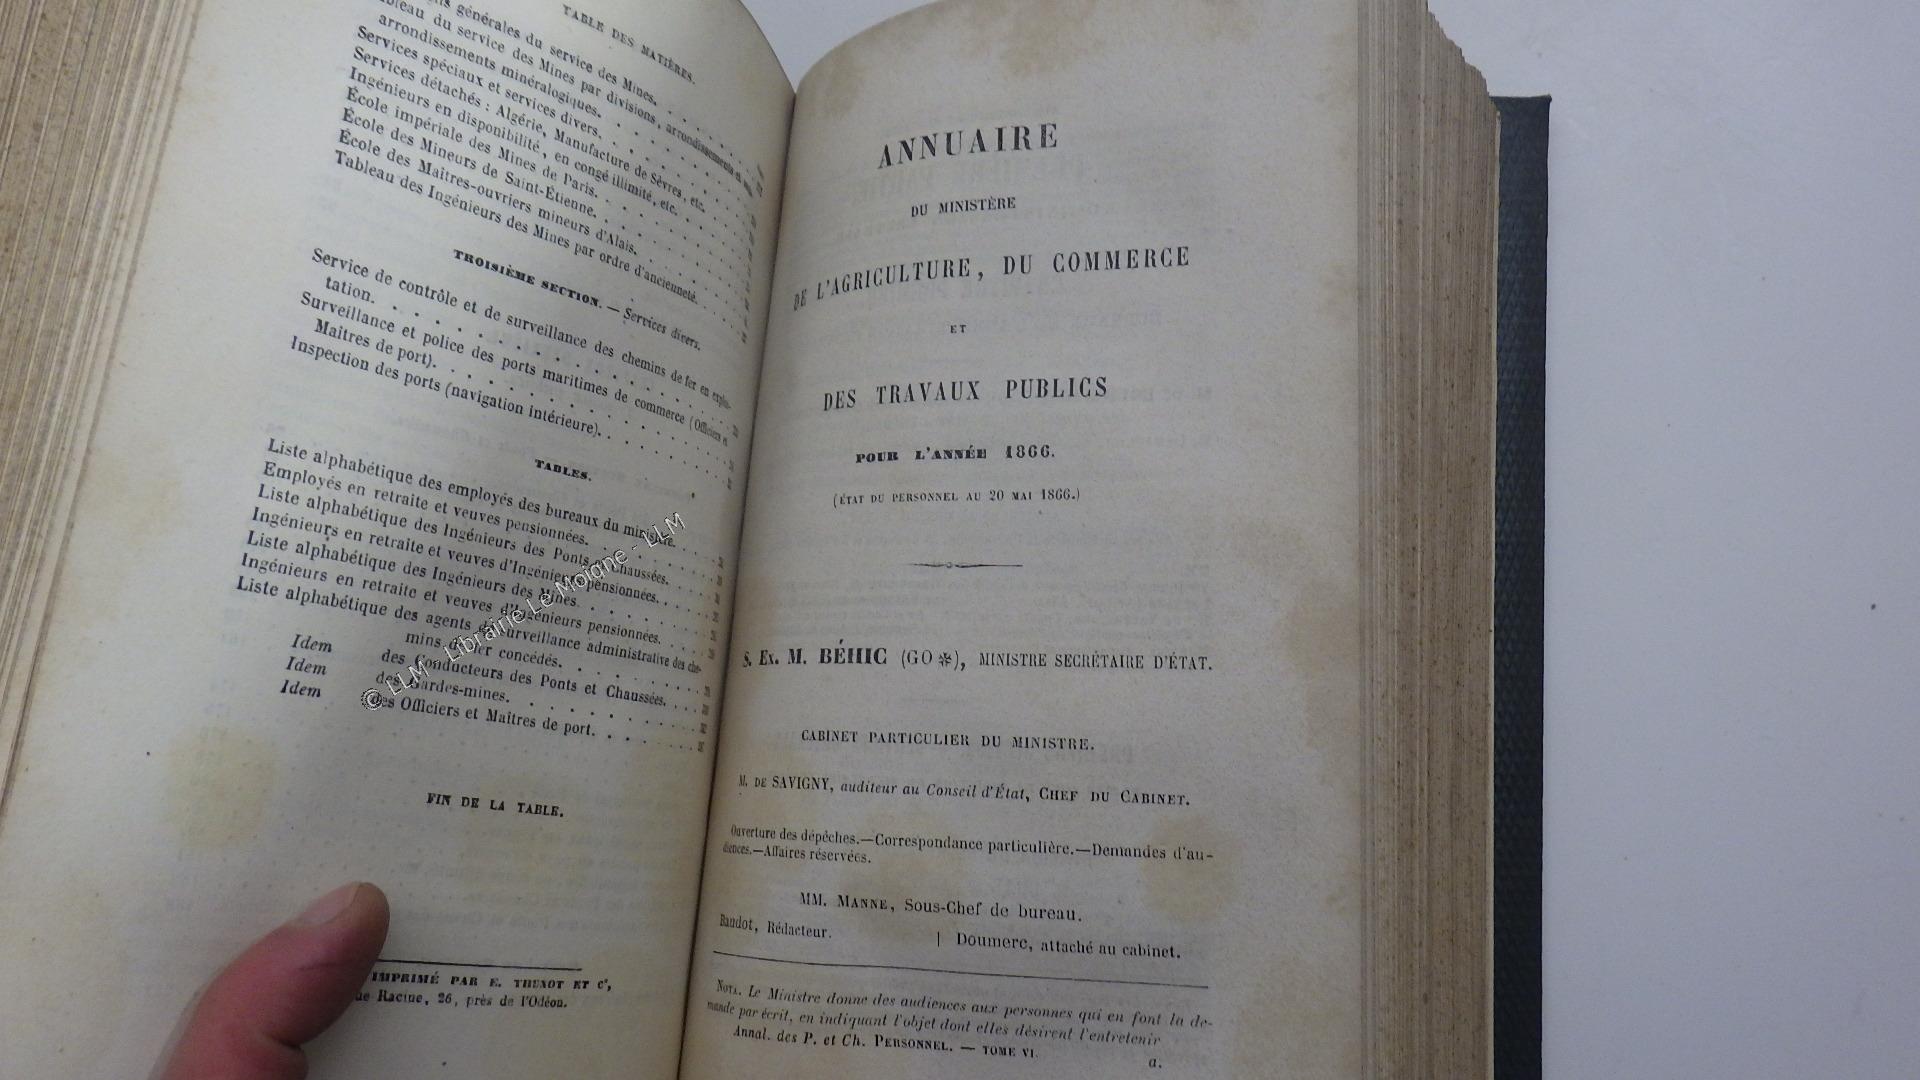 TABLE DES MATIÈRES.
générales du service des Mines.
du service des Mines par divisions, arrondissements et
arrondissements minéralogiques.
Services spéciaux et services divers.
Services détachés : Algérie, Manufacture de Sèvres, etc.
Ingénieurs en disponibilité, en congé illimité, etc.
École impériale des Mines de Paris.
École des Mineurs de Saint-Étienne.
École des Maîtres-ouvriers mineurs d'Alais.
Tableau des Ingénieurs des Mines par ordre d'ancienneté.
TROISIÈME SECTION. — Services divers.
Service de contrôle et de surveillance des chemins de fer en exploi-
tation.
Surveillance et police des ports maritimes de commerce (Officiers et
Maîtres de port).
Inspection des ports (navigation intérieure).
TABLES.
Liste alphabétique des employés des bureaux du ministère.
Employés en retraite et veuves pensionnées.
Liste alphabétique des Ingénieurs des Ponts et Chaussées.
Ingénieurs en retraite et veuves d'Ingénieurs pensionnées.
Liste alphabétique des Ingénieurs des Mines.
Ingénieurs en retraite et veuves d'Ingénieurs pensionnées.
Liste alphabétique des agents de surveillance administrative des che-
mins de fer concédés.
Idem des Conducteurs des Ponts et Chaussées.
Idem des Gardes-mines.
Idem des Officiers et Maîtres de port.
FIN DE LA TABLE.
IMPRIMÉ PAR E. THUNOT ET Cᵉ,
rue Racine, 26, près de l'Odéon.
© LLM - Librairie Le Moigne - LLM
ANNUAIRE
DU MINISTÈRE
DE L'AGRICULTURE, DU COMMERCE
ET
DES TRAVAUX PUBLICS
POUR L'ANNÉE 1866.
(ÉTAT DU PERSONNEL AU 20 MAI 1866.)
S. Ex. M. BÉHIC (GO ✻), MINISTRE SECRÉTAIRE D'ÉTAT.
CABINET PARTICULIER DU MINISTRE.
M. DE SAVIGNY, auditeur au Conseil d'État, CHEF DU CABINET.
Ouverture des dépêches.—Correspondance particulière.—Demandes d'au-
diences.—Affaires réservées.
MM. MANNE, Sous-Chef de bureau.
Baudot, Rédacteur. | Doumerc, attaché au cabinet.
NOTA. Le Ministre donne des audiences aux personnes qui en font la de-
mande par écrit, en indiquant l'objet dont elles désirent l'entretenir
Annal. des P. et Ch. PERSONNEL. — TOME VI. a.